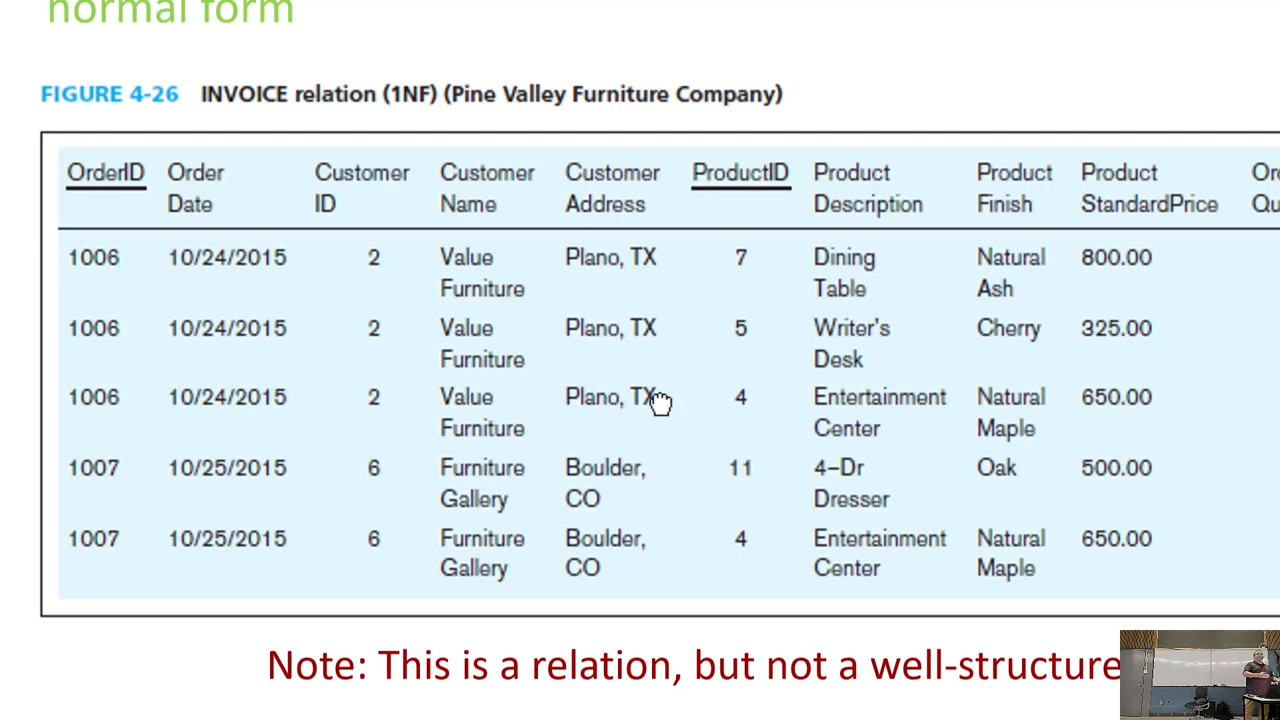 normal form
FIGURE 4-26 INVOICE relation (1NF) (Pine Valley Furniture Company)
OrderID Order Customer Customer Customer ProductID Product Product Product Or
Date ID Name Address Description Finish StandardPrice Qu
1006 10/24/2015 2 Value Plano, TX 7 Dining Natural 800.00
Furniture Table Ash
1006 10/24/2015 2 Value Plano, TX 5 Writer's Cherry 325.00
Furniture Desk
1006 10/24/2015 2 Value Plano, TX 4 Entertainment Natural 650.00
Furniture Center Maple
1007 10/25/2015 6 Furniture Boulder, 11 4–Dr Oak 500.00
Gallery CO Dresser
1007 10/25/2015 6 Furniture Boulder, 4 Entertainment Natural 650.00
Gallery CO Center Maple
Note: This is a relation, but not a well-structure